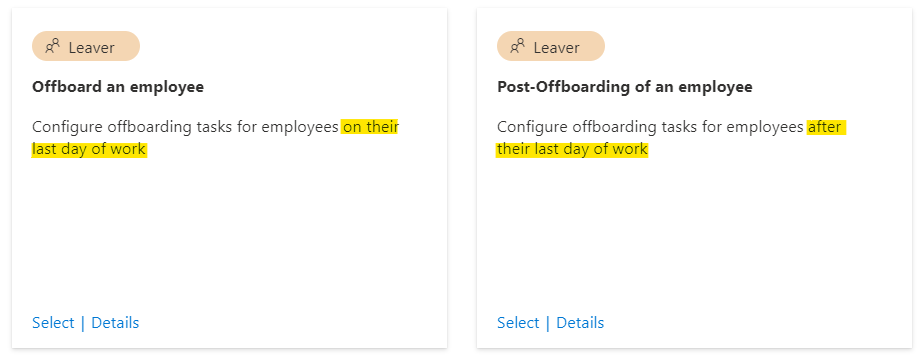 Leaver
Offboard an employee
Configure offboarding tasks for employees on their
last day of work
Select | Details
Leaver
Post-Offboarding of an employee
Configure offboarding tasks for employees after
their last day of work
Select | Details